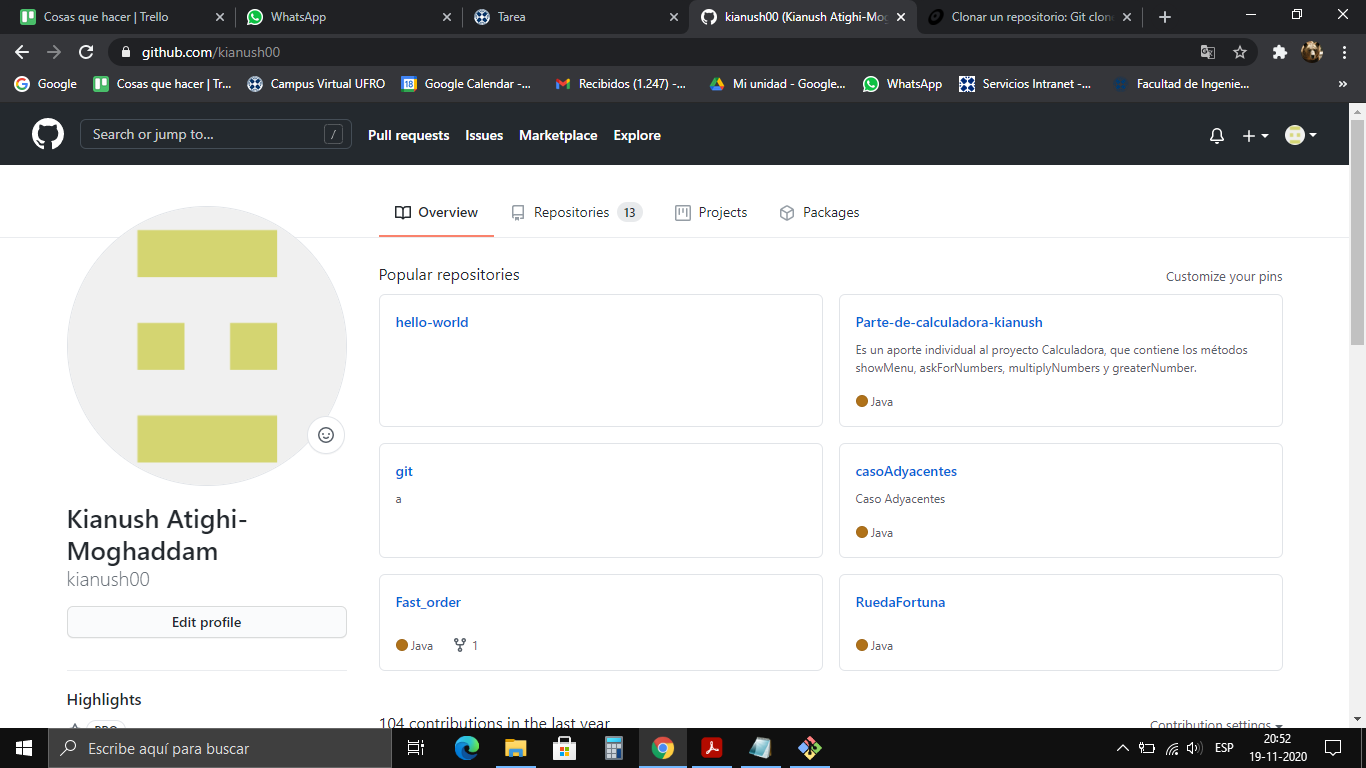 Cosas que hacer | Trello
WhatsApp
Tarea
kianush00 (Kianush Atighi-Mog
Clonar un repositorio: Git clone
github.com/kianush00
Google
Cosas que hacer | Tr...
Campus Virtual UFRO
18
Google Calendar -...
Recibidos (1.247) -...
Mi unidad - Google...
WhatsApp
Servicios Intranet -...
Facultad de Ingenie...
»
Search or jump to...
/
Pull requests
Issues
Marketplace
Explore
Overview
Repositories 13
Projects
Packages
Popular repositories
Customize your pins
hello-world
Parte-de-calculadora-kianush
Es un aporte individual al proyecto Calculadora, que contiene los métodos
showMenu, askForNumbers, multiplyNumbers y greaterNumber.
Java
git
a
casoAdyacentes
Caso Adyacentes
Java
Fast_order
Java 1
RuedaFortuna
Java
Kianush Atighi-
Moghaddam
kianush00
Edit profile
Highlights
PRO
104 contributions in the last year
Contribution settings
Escribe aquí para buscar
ESP
20:52
19-11-2020